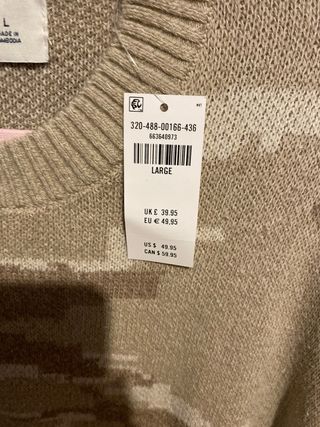 L
MADE IN
CAMBODIA
320-488-00166-436
663640973
LARGE
UK £ 39.95
EU € 49,95
US $ 49.95
CAN $ 59.95